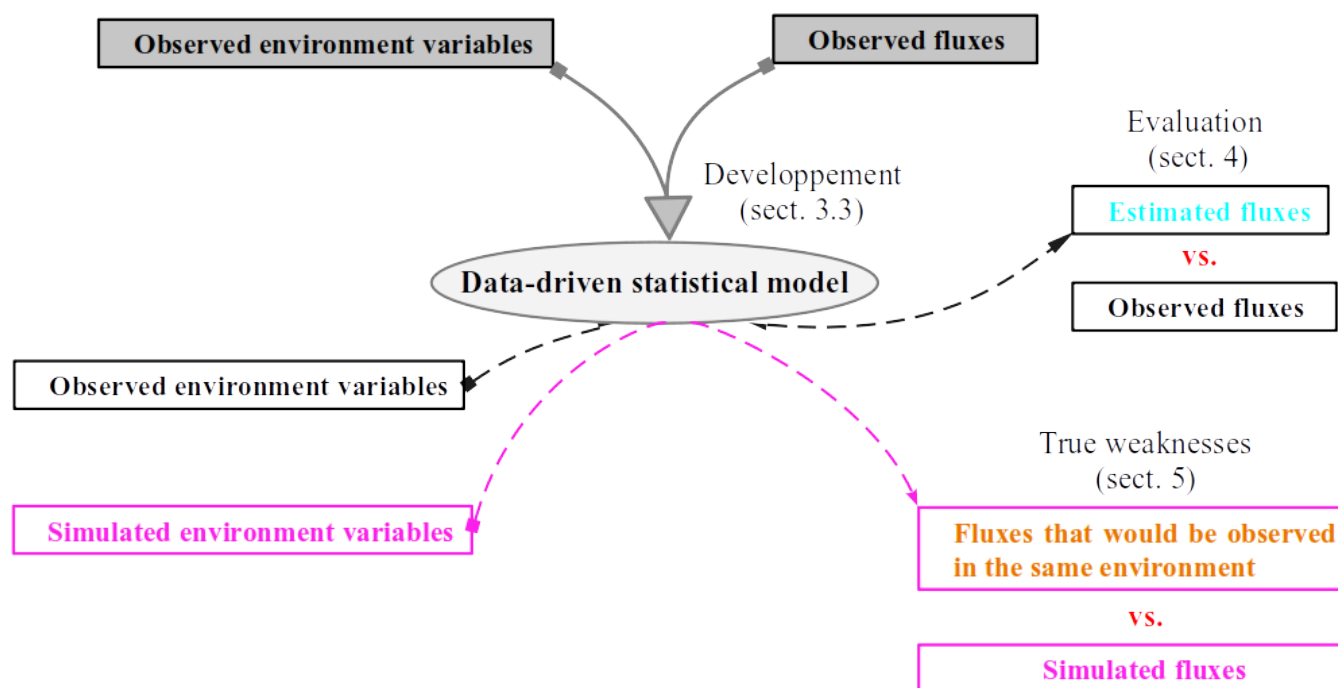 Observed environment variables
Observed fluxes
Evaluation
(sect. 4)
Developpement
(sect. 3.3)
Estimated fluxes
vs.
Observed fluxes
Data-driven statistical model
Observed environment variables
True weaknesses
(sect. 5)
Simulated environment variables
Fluxes that would be observed
in the same environment
vs.
Simulated fluxes